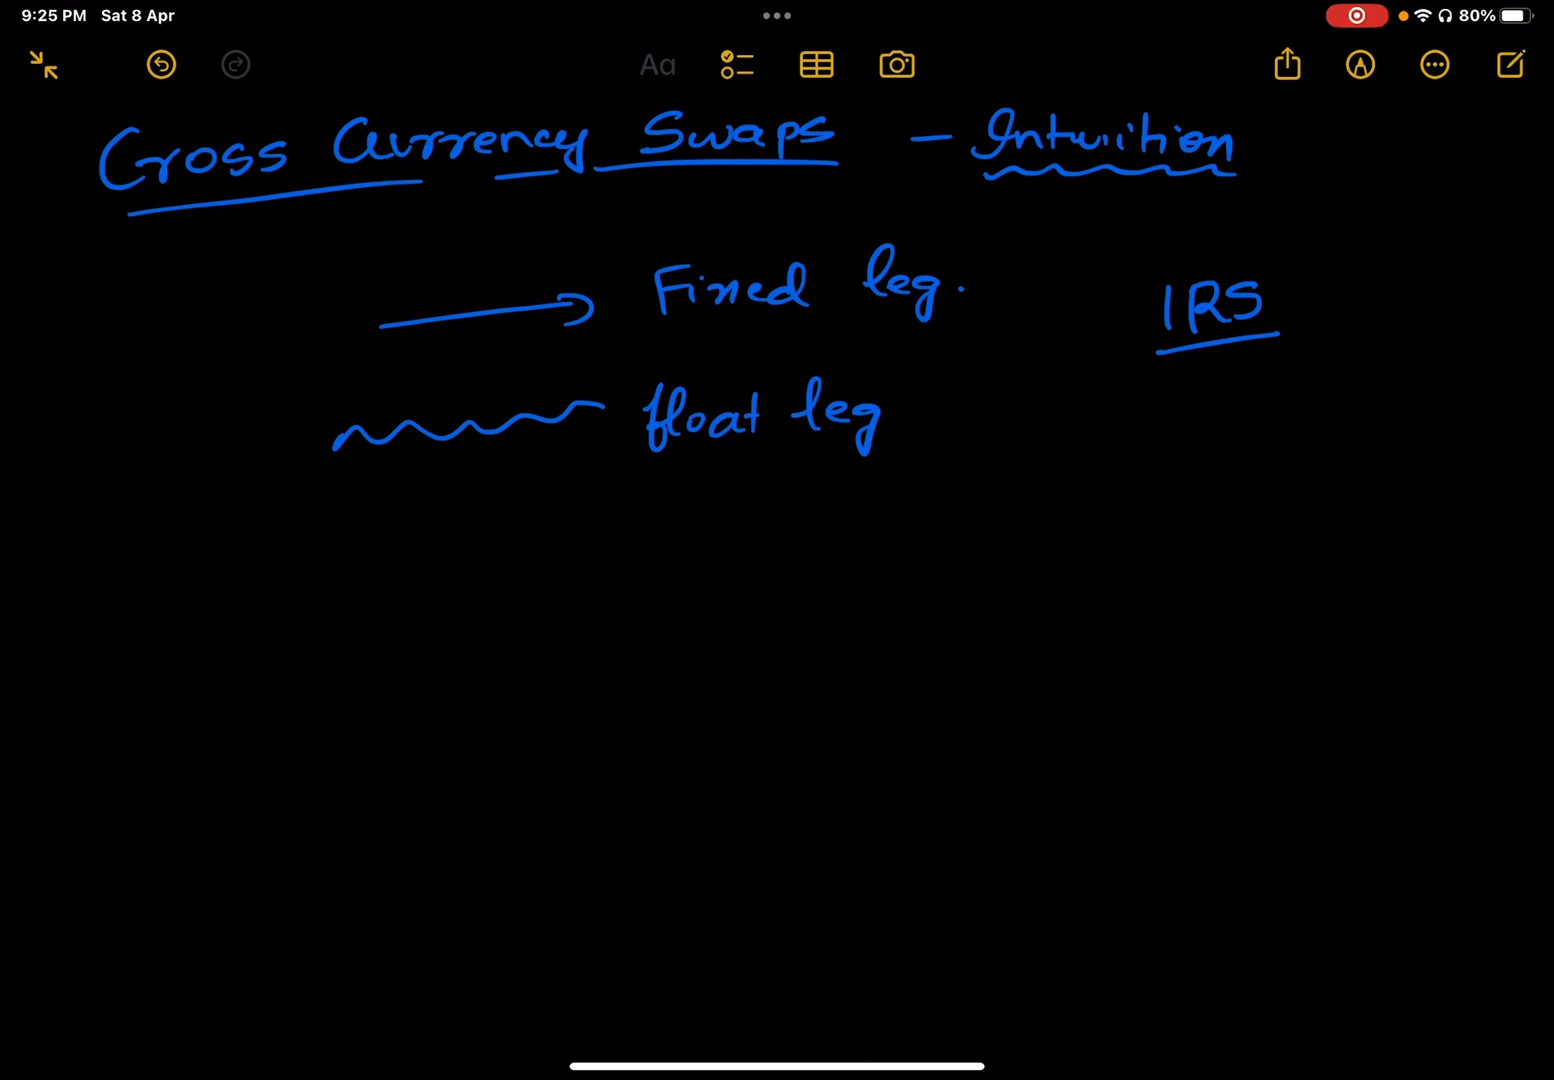 9:25 PM Sat 8 Apr
80%
Aa
Cross Currency Swaps - Intuition
Fixed leg.
IRS
float leg